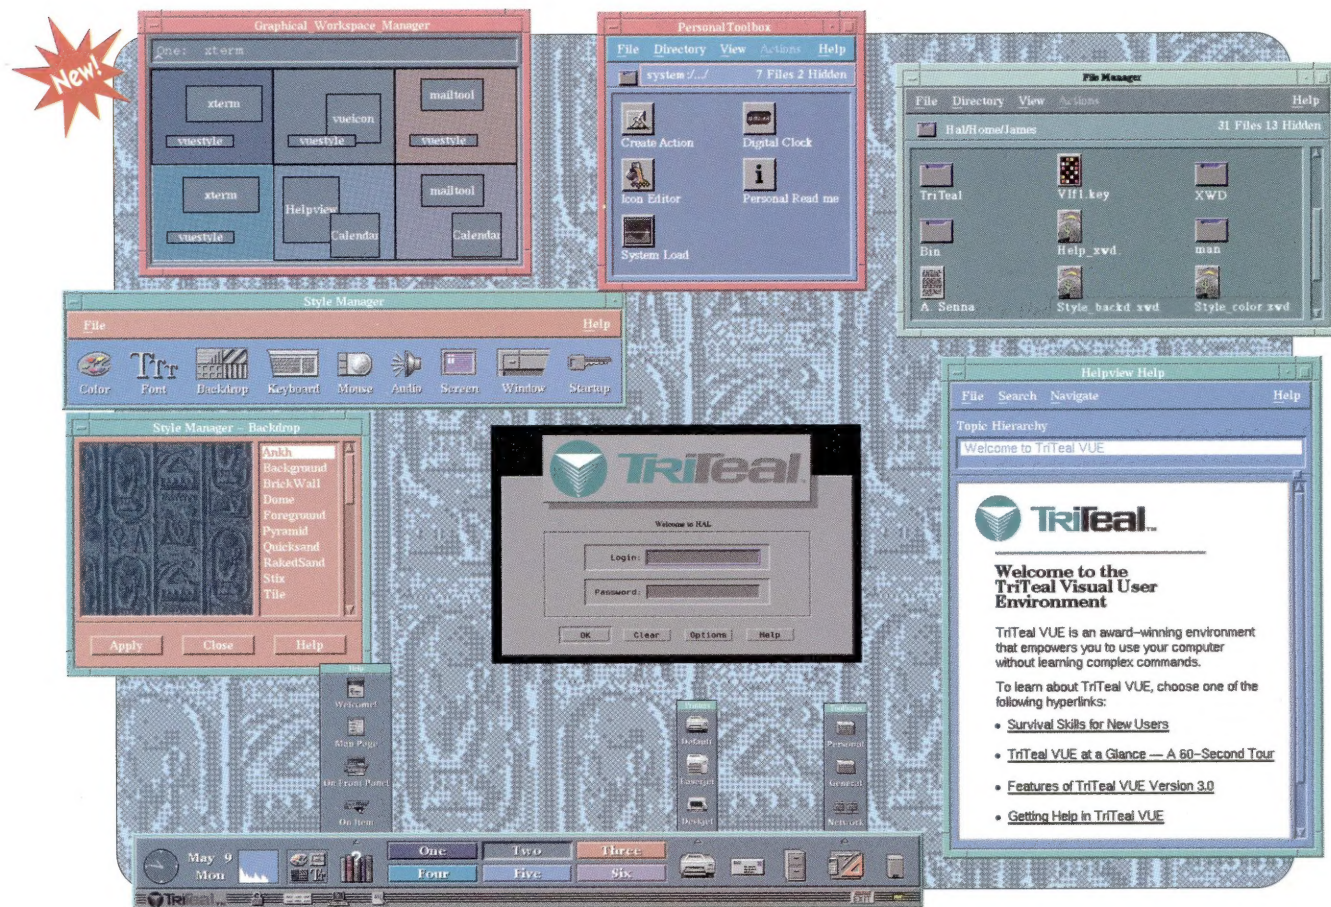 New!
Graphical_Workspace_Manager
One: xterm
xterm
vuestyle
vueicon
vuestyle
mailtool
vuestyle
xterm
vuestyle
Helpview
Calendar
mailtool
Calendar
Personal Toolbox
File Directory View Actions Help
system:/.../ 7 Files 2 Hidden
Create Action Digital Clock
Icon Editor Personal Read me
System Load
File Manager
File Directory View Actions Help
Hal/Home/James 31 Files 13 Hidden
TriTeal VIf1.key XWD
Bin Help_xwd. man
A. Senna Style_backd xwd Style_color xwd
Style Manager
File Help
Color Font Backdrop Keyboard Mouse Audio Screen Window Startup
Style Manager – Backdrop
Ankh
Background
BrickWall
Dome
Foreground
Pyramid
Quicksand
RakedSand
Stix
Tile
Apply Close Help
TriTeal™
Welcome to HAL
Login:
Password:
OK Clear Options Help
Helpview Help
File Search Navigate Help
Topic Hierarchy
Welcome to TriTeal VUE
TriTeal™
Welcome to the
TriTeal Visual User
Environment
TriTeal VUE is an award–winning environment
that empowers you to use your computer
without learning complex commands.
To learn about TriTeal VUE, choose one of the
following hyperlinks:
• Survival Skills for New Users
• TriTeal VUE at a Glance — A 60–Second Tour
• Features of TriTeal VUE Version 3.0
• Getting Help in TriTeal VUE
Help
Welcome!
Map Page
On Front Panel
On Item
Printers
Default
Laserjet
Deskjet
Toolboxes
Personal
General
Network
May 9
Mon
One Two Three
Four Five Six
TriTeal™
EXIT